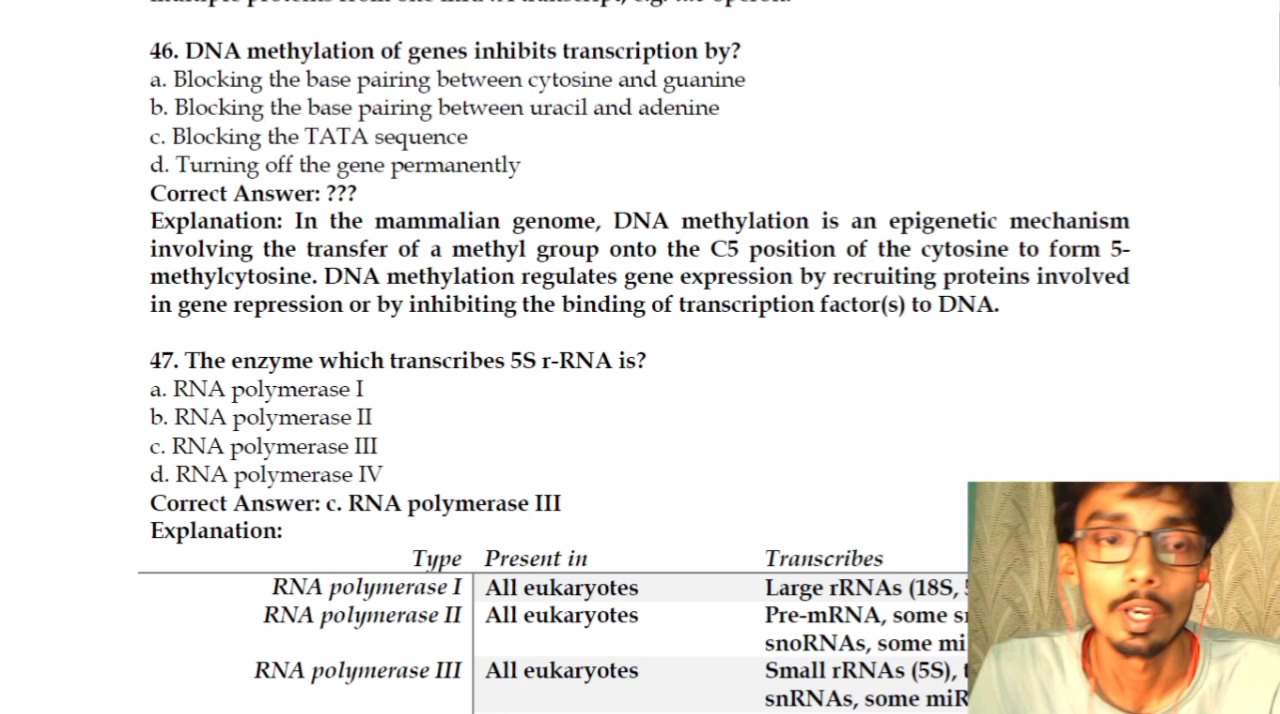 46. DNA methylation of genes inhibits transcription by?
a. Blocking the base pairing between cytosine and guanine
b. Blocking the base pairing between uracil and adenine
c. Blocking the TATA sequence
d. Turning off the gene permanently
Correct Answer: ???
Explanation: In the mammalian genome, DNA methylation is an epigenetic mechanism
involving the transfer of a methyl group onto the C5 position of the cytosine to form 5-
methylcytosine. DNA methylation regulates gene expression by recruiting proteins involved
in gene repression or by inhibiting the binding of transcription factor(s) to DNA.
47. The enzyme which transcribes 5S r-RNA is?
a. RNA polymerase I
b. RNA polymerase II
c. RNA polymerase III
d. RNA polymerase IV
Correct Answer: c. RNA polymerase III
Explanation:
Type Present in Transcribes
RNA polymerase I All eukaryotes Large rRNAs (18S,
RNA polymerase II All eukaryotes Pre-mRNA, some
snoRNAs, some
RNA polymerase III All eukaryotes Small rRNAs (5S),
snRNAs, some